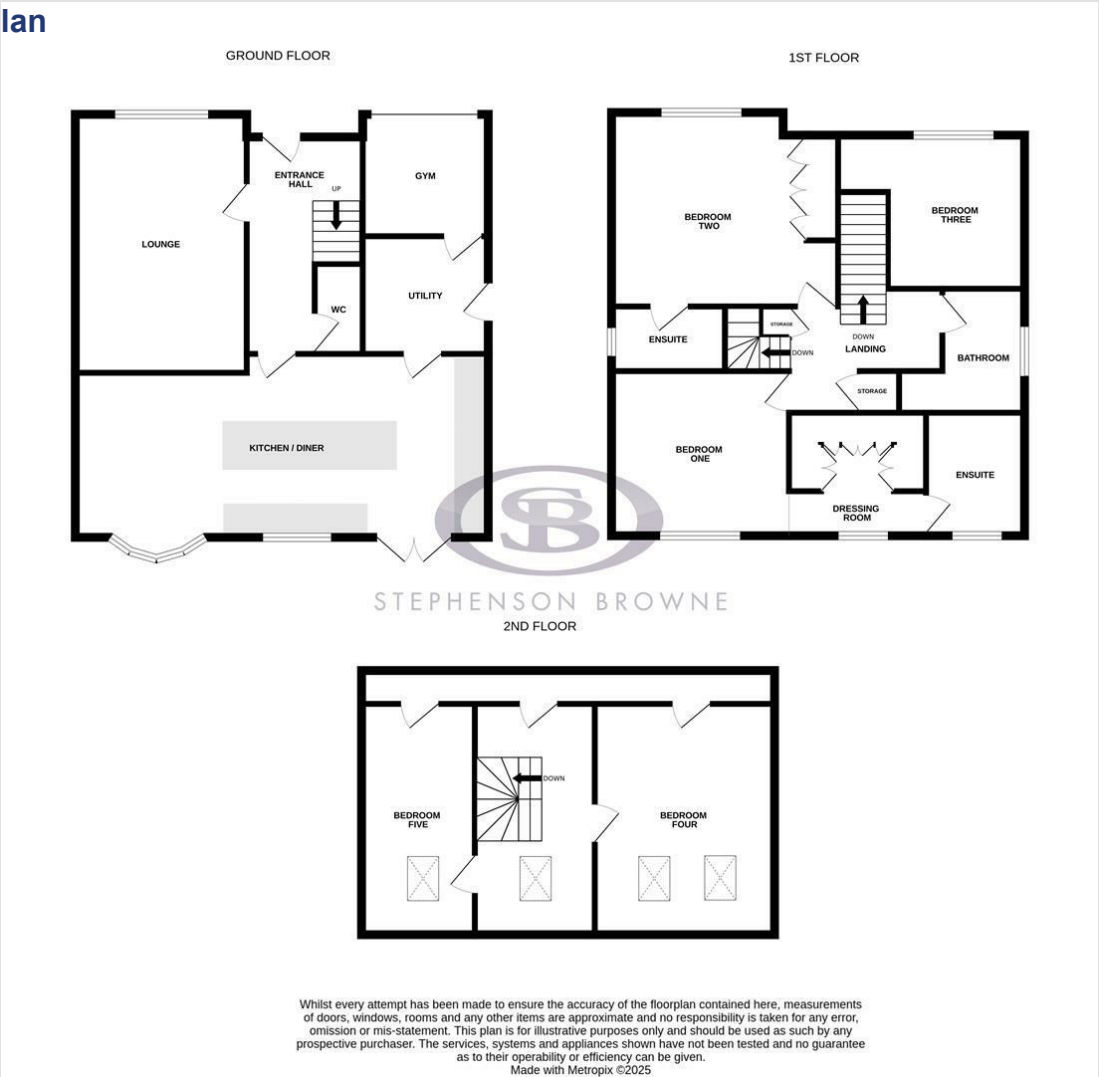 lan
GROUND FLOOR
ENTRANCE
HALL
UP
GYM
LOUNGE
UTILITY
WC
KITCHEN / DINER
1ST FLOOR
BEDROOM
TWO
BEDROOM
THREE
ENSUITE
STORAGE
DOWN
DOWN
LANDING
BATHROOM
STORAGE
BEDROOM
ONE
DRESSING
ROOM
ENSUITE
SB
STEPHENSON BROWNE
2ND FLOOR
DOWN
BEDROOM
FIVE
BEDROOM
FOUR
Whilst every attempt has been made to ensure the accuracy of the floorplan contained here, measurements
of doors, windows, rooms and any other items are approximate and no responsibility is taken for any error,
omission or mis-statement. This plan is for illustrative purposes only and should be used as such by any
prospective purchaser. The services, systems and appliances shown have not been tested and no guarantee
as to their operability or efficiency can be given.
Made with Metropix ©2025